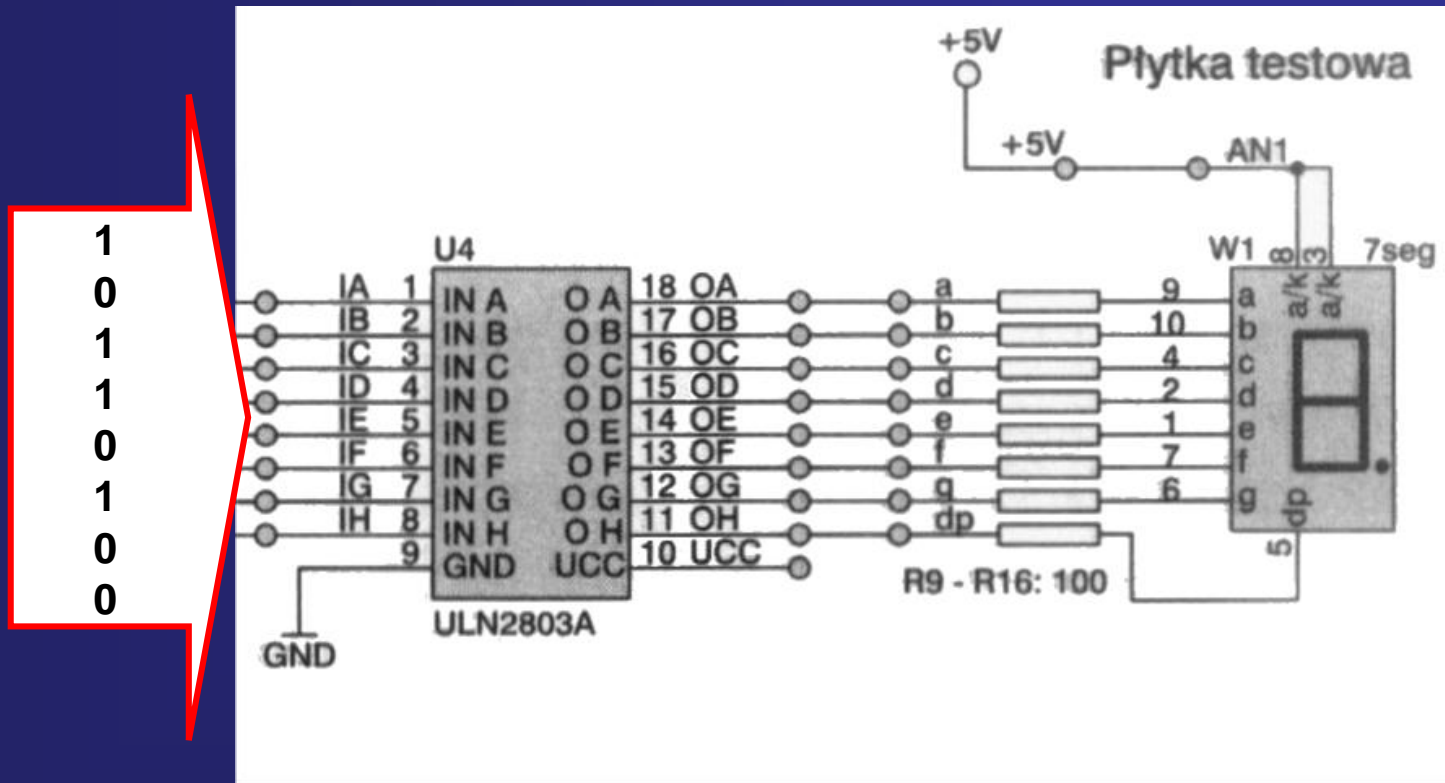 +5V
Płytka testowa
+5V
AN1
1
0
1
1
0
1
0
0
U4
W1
8
3
7seg
IA 1 IN A O A 18 OA a 9 a a/k a/k
IB 2 IN B O B 17 OB b 10 b
IC 3 IN C O C 16 OC c 4 c
ID 4 IN D O D 15 OD d 2 d
IE 5 IN E O E 14 OE e 1 e
IF 6 IN F O F 13 OF f 7 f
IG 7 IN G O G 12 OG g 6 g
IH 8 IN H O H 11 OH dp dp
9 GND UCC 10 UCC 5
R9 - R16: 100
ULN2803A
GND